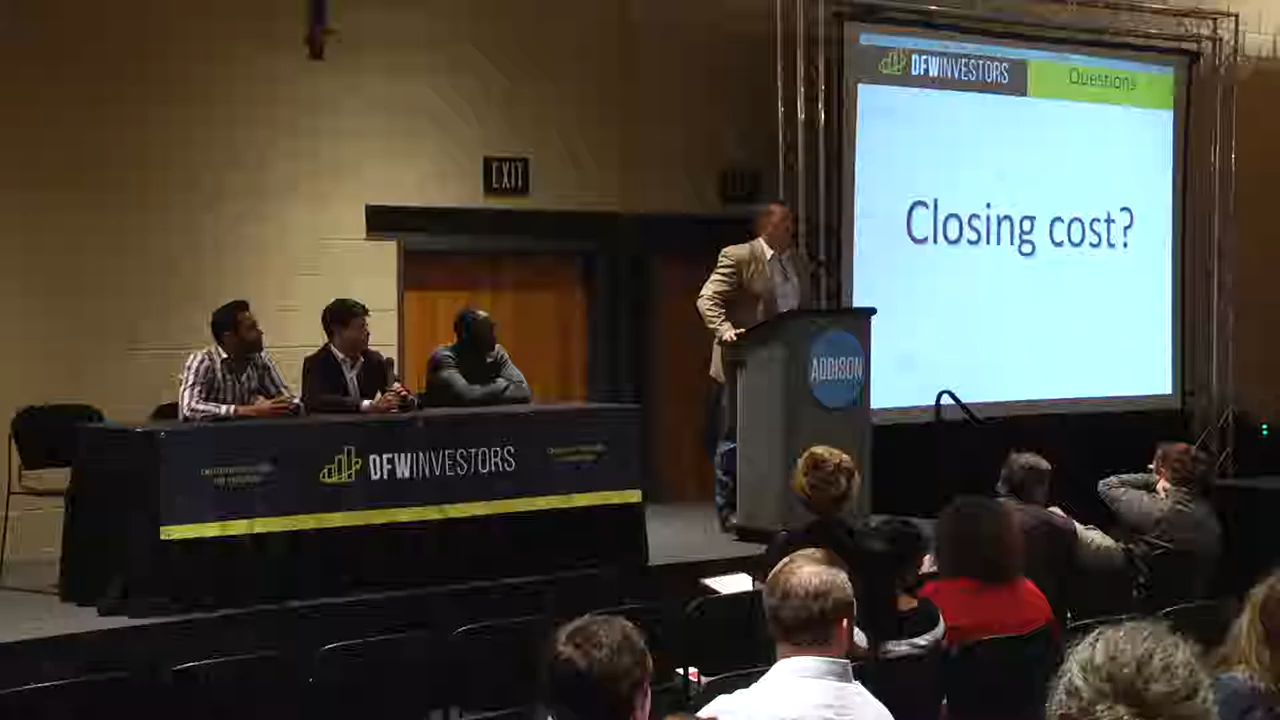 DFWINVESTORS
Questions
EXIT
Closing cost?
ADDISON
DFWINVESTORS